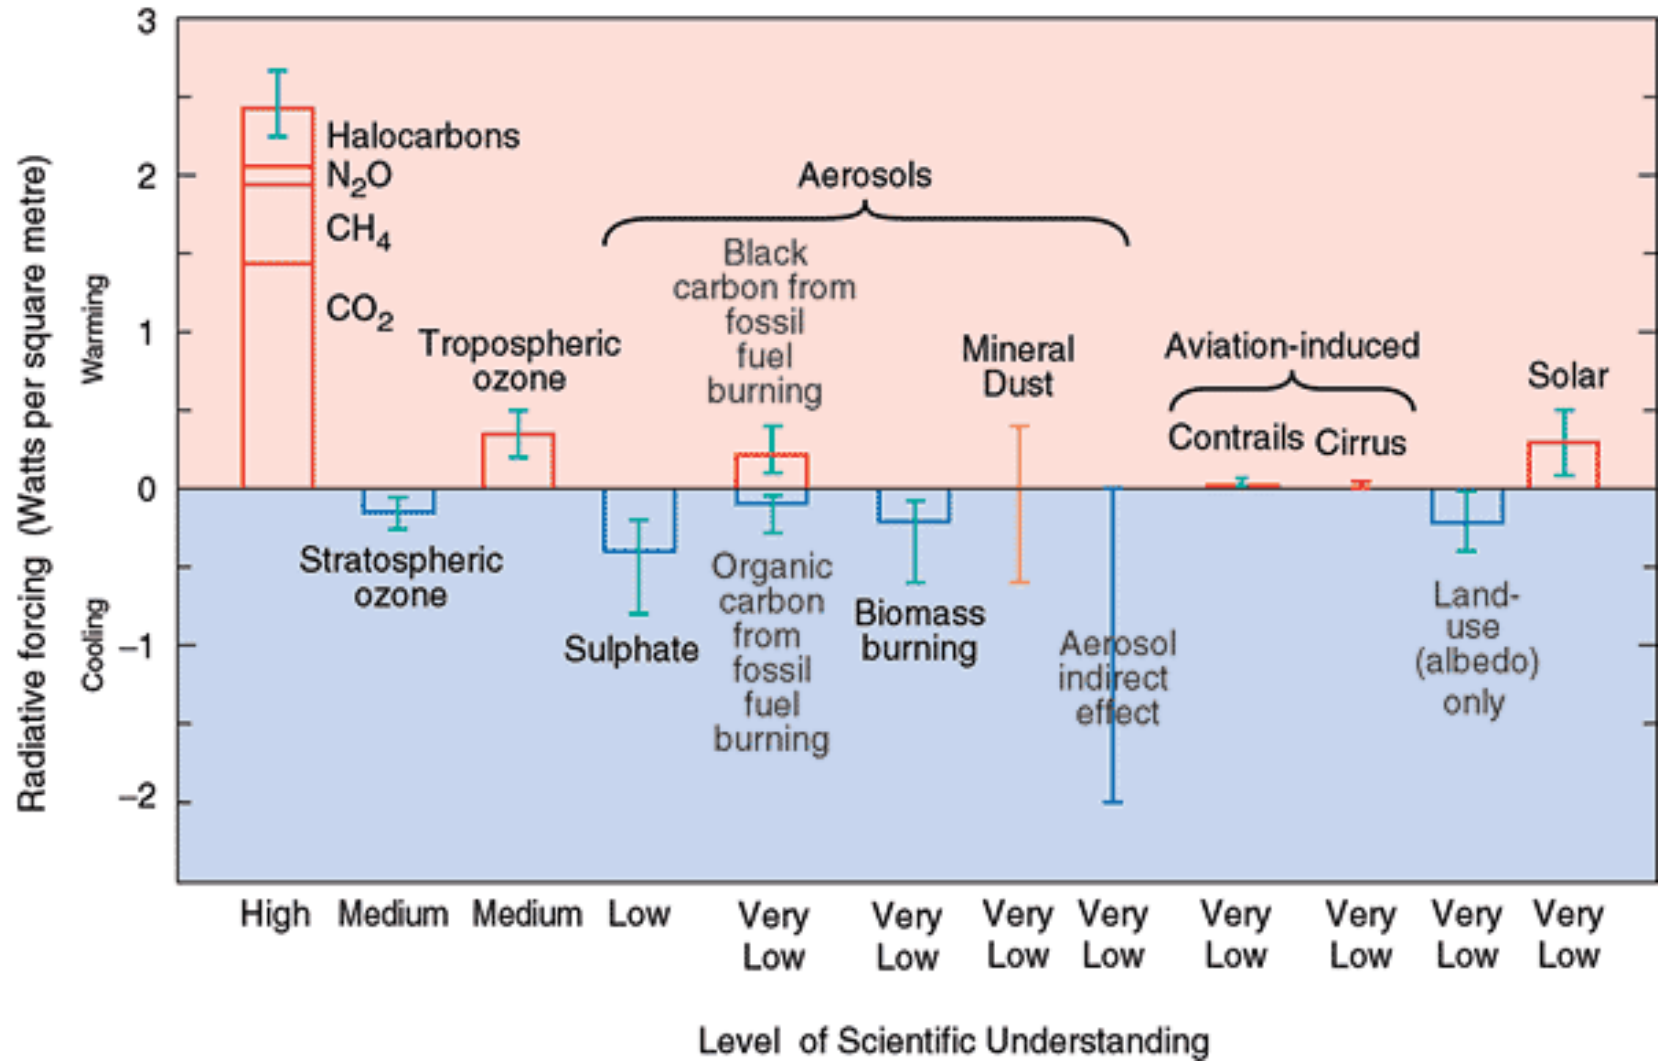 Radiative forcing (Watts per square metre)
Warming
Cooling
3
2
1
0
–1
–2
Halocarbons
N₂O
CH₄
CO₂
Stratospheric
ozone
Tropospheric
ozone
Aerosols
Sulphate
Black
carbon from
fossil
fuel
burning
Organic
carbon
from
fossil
fuel
burning
Biomass
burning
Mineral
Dust
Aerosol
indirect
effect
Aviation-induced
Contrails
Cirrus
Land-
use
(albedo)
only
Solar
High
Medium
Medium
Low
Very
Low
Very
Low
Very
Low
Very
Low
Very
Low
Very
Low
Very
Low
Very
Low
Level of Scientific Understanding